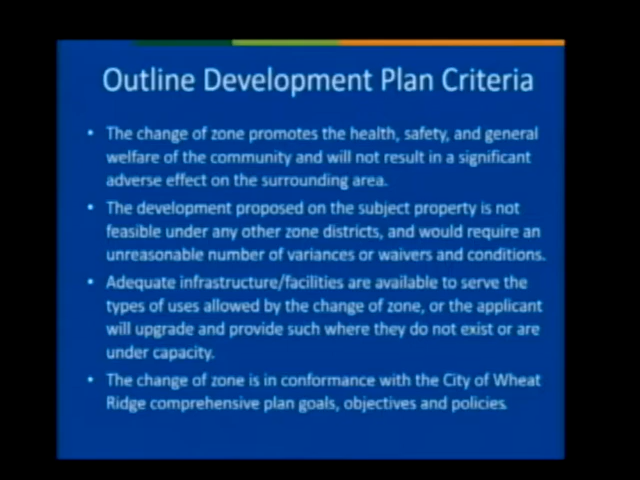 Outline Development Plan Criteria
• The change of zone promotes the health, safety, and general
welfare of the community and will not result in a significant
adverse effect on the surrounding area.
• The development proposed on the subject property is not
feasible under any other zone districts, and would require an
unreasonable number of variances or waivers and conditions.
• Adequate infrastructure/facilities are available to serve the
types of uses allowed by the change of zone, or the applicant
will upgrade and provide such where they do not exist or are
under capacity.
• The change of zone is in conformance with the City of Wheat
Ridge comprehensive plan goals, objectives and policies.